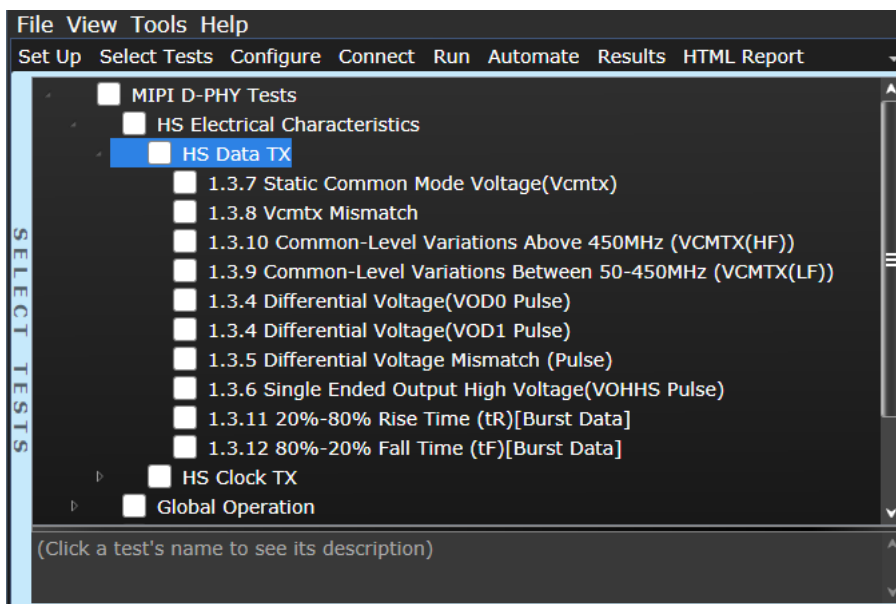 File View Tools Help
Set Up Select Tests Configure Connect Run Automate Results HTML Report
SELECT TESTS
MIPI D-PHY Tests
HS Electrical Characteristics
HS Data TX
1.3.7 Static Common Mode Voltage(Vcmtx)
1.3.8 Vcmtx Mismatch
1.3.10 Common-Level Variations Above 450MHz (VCMTX(HF))
1.3.9 Common-Level Variations Between 50-450MHz (VCMTX(LF))
1.3.4 Differential Voltage(VOD0 Pulse)
1.3.4 Differential Voltage(VOD1 Pulse)
1.3.5 Differential Voltage Mismatch (Pulse)
1.3.6 Single Ended Output High Voltage(VOHHS Pulse)
1.3.11 20%-80% Rise Time (tR)[Burst Data]
1.3.12 80%-20% Fall Time (tF)[Burst Data]
HS Clock TX
Global Operation
(Click a test's name to see its description)